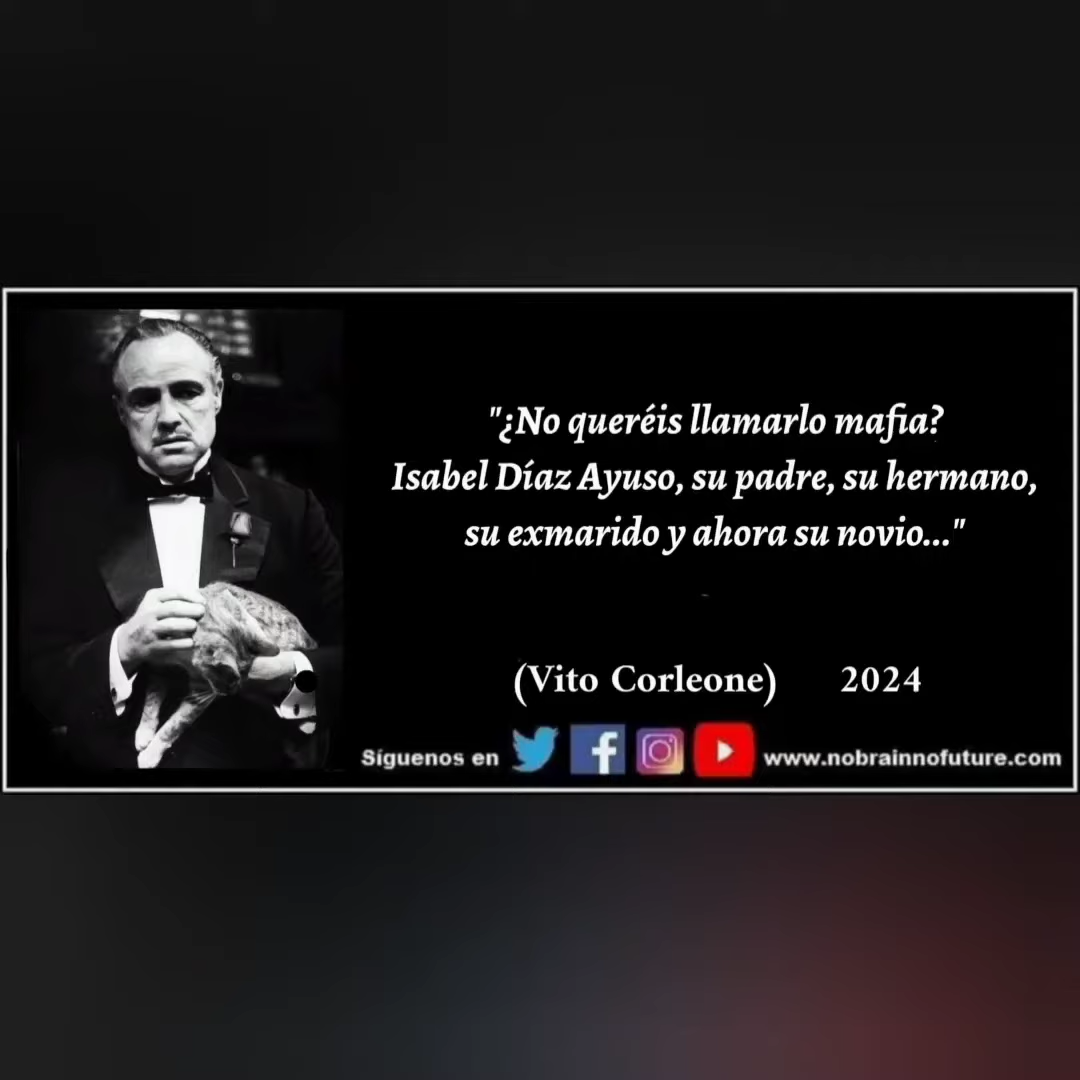 "¿No queréis llamarlo mafia?
Isabel Díaz Ayuso, su padre, su hermano,
su exmarido y ahora su novio..."
(Vito Corleone) 2024
Síguenos en www.nobrainnofuture.com